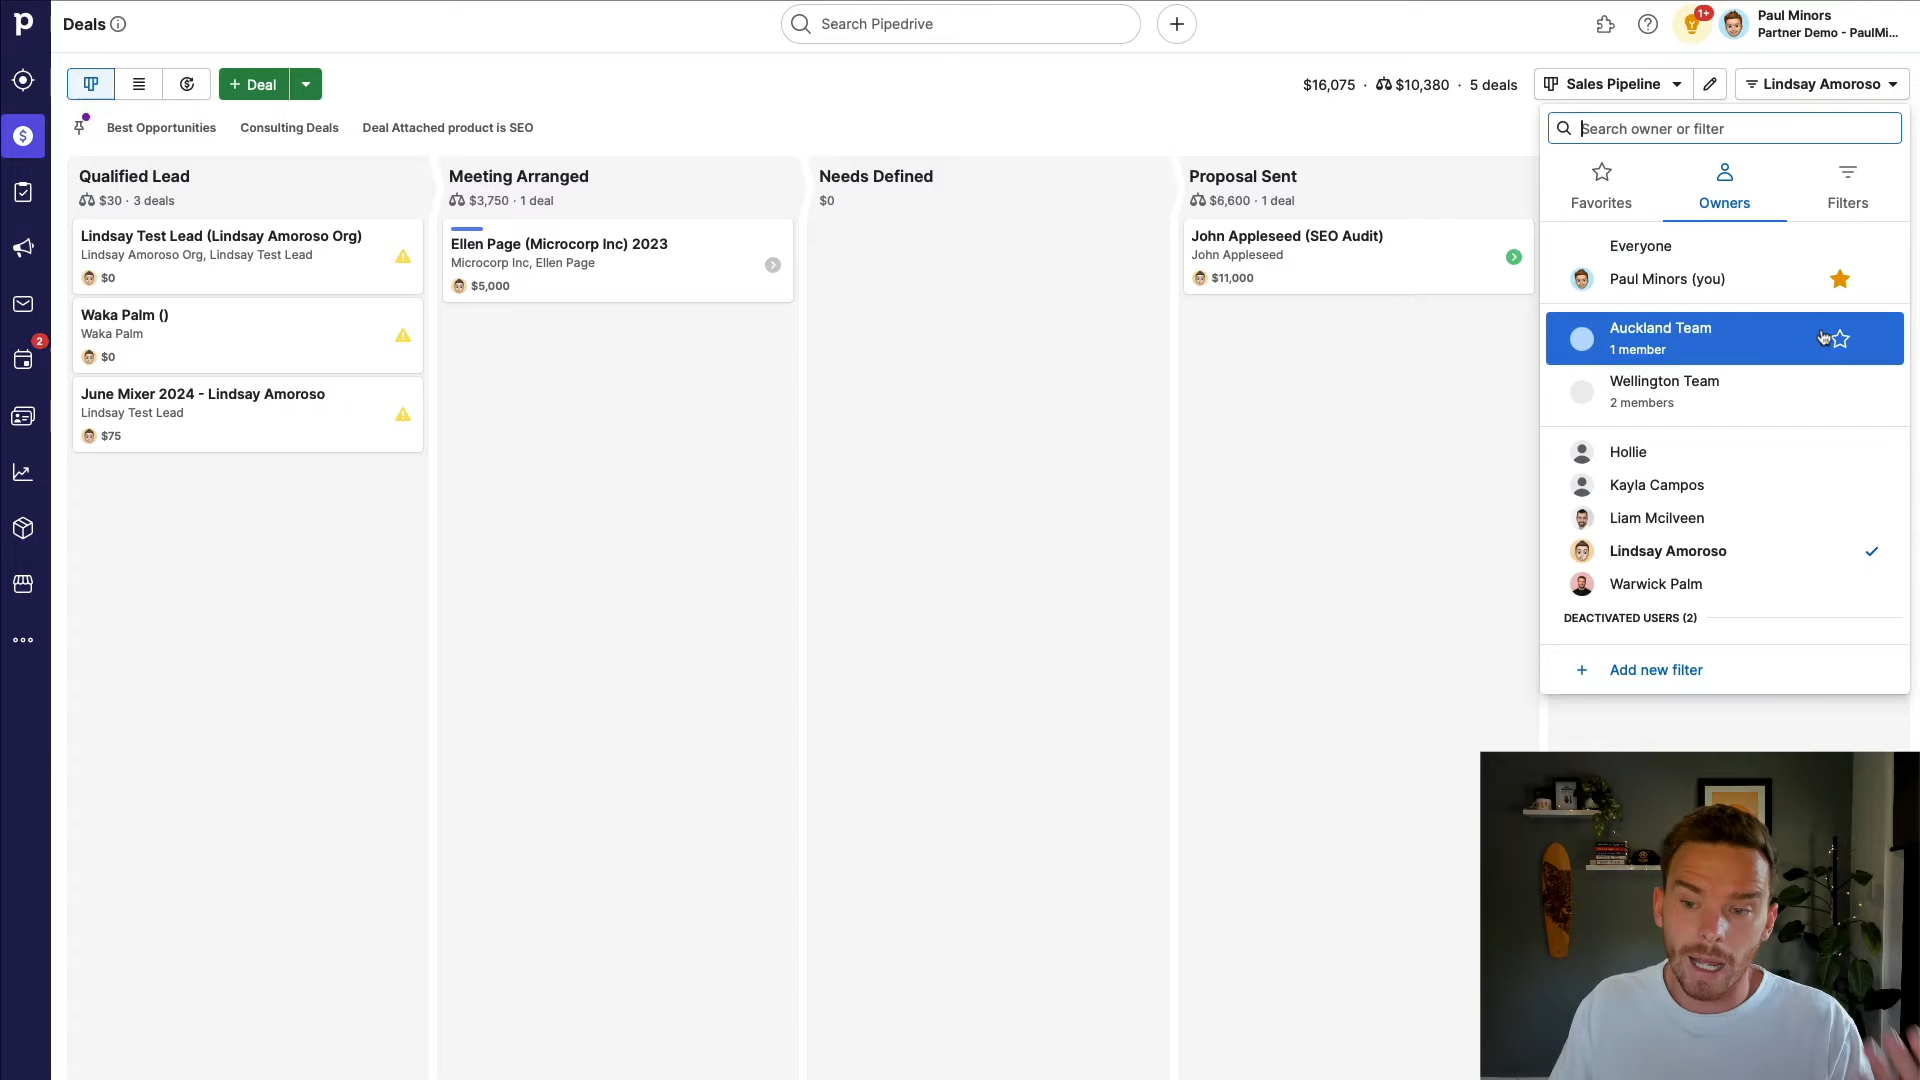 Deals
Search Pipedrive
1+
Paul Minors
Partner Demo - PaulMi...
+ Deal
$16,075 · $10,380 · 5 deals
Sales Pipeline
Lindsay Amoroso
Best Opportunities
Consulting Deals
Deal Attached product is SEO
Qualified Lead
$30 · 3 deals
Lindsay Test Lead (Lindsay Amoroso Org)
Lindsay Amoroso Org, Lindsay Test Lead
$0
Waka Palm ()
Waka Palm
$0
June Mixer 2024 - Lindsay Amoroso
Lindsay Test Lead
$75
Meeting Arranged
$3,750 · 1 deal
Ellen Page (Microcorp Inc) 2023
Microcorp Inc, Ellen Page
$5,000
Needs Defined
$0
Proposal Sent
$6,600 · 1 deal
John Appleseed (SEO Audit)
John Appleseed
$11,000
Search owner or filter
Favorites
Owners
Filters
Everyone
Paul Minors (you)
Auckland Team
1 member
Wellington Team
2 members
Hollie
Kayla Campos
Liam Mcilveen
Lindsay Amoroso
Warwick Palm
DEACTIVATED USERS (2)
+ Add new filter
2